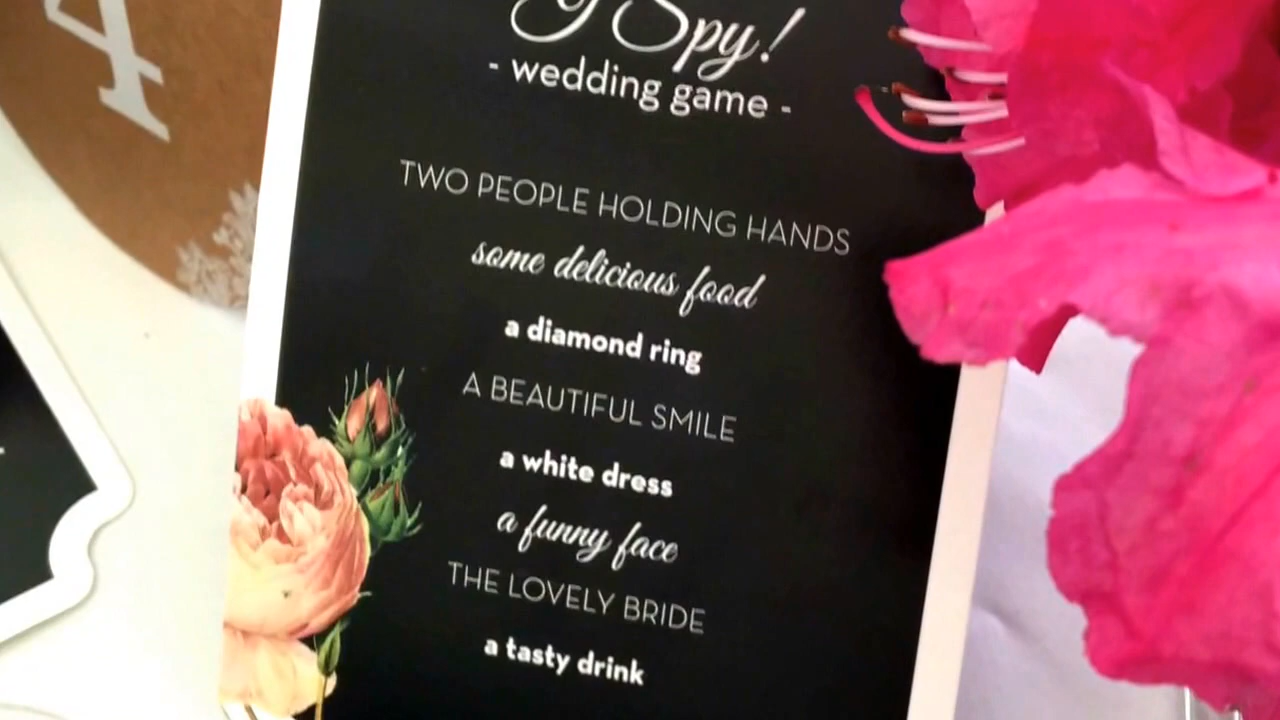 I Spy!
- wedding game -
TWO PEOPLE HOLDING HANDS
some delicious food
a diamond ring
A BEAUTIFUL SMILE
a white dress
a funny face
THE LOVELY BRIDE
a tasty drink